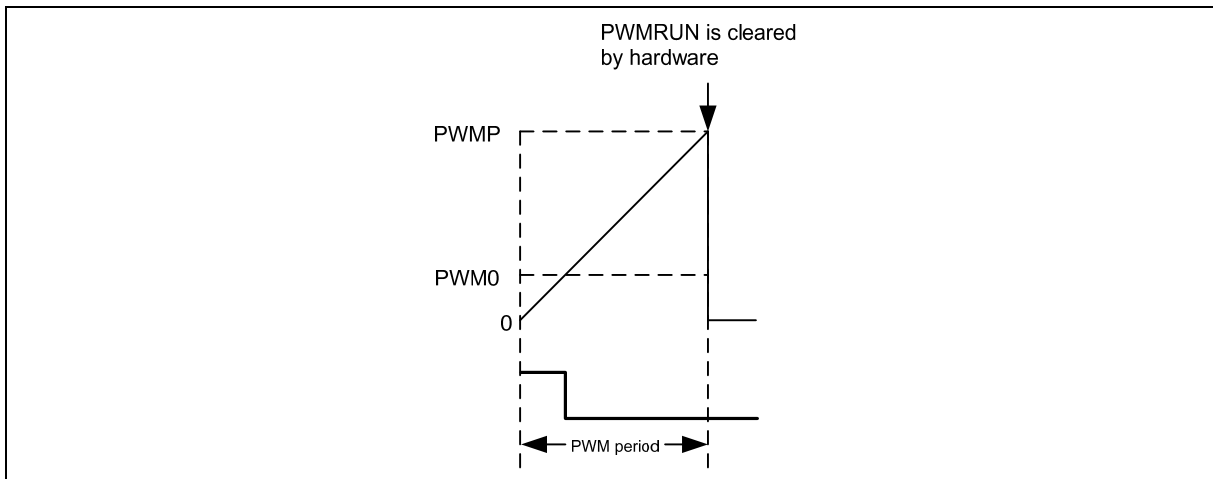 PWMRUN is cleared
by hardware
PWMP
PWM0
0
PWM period